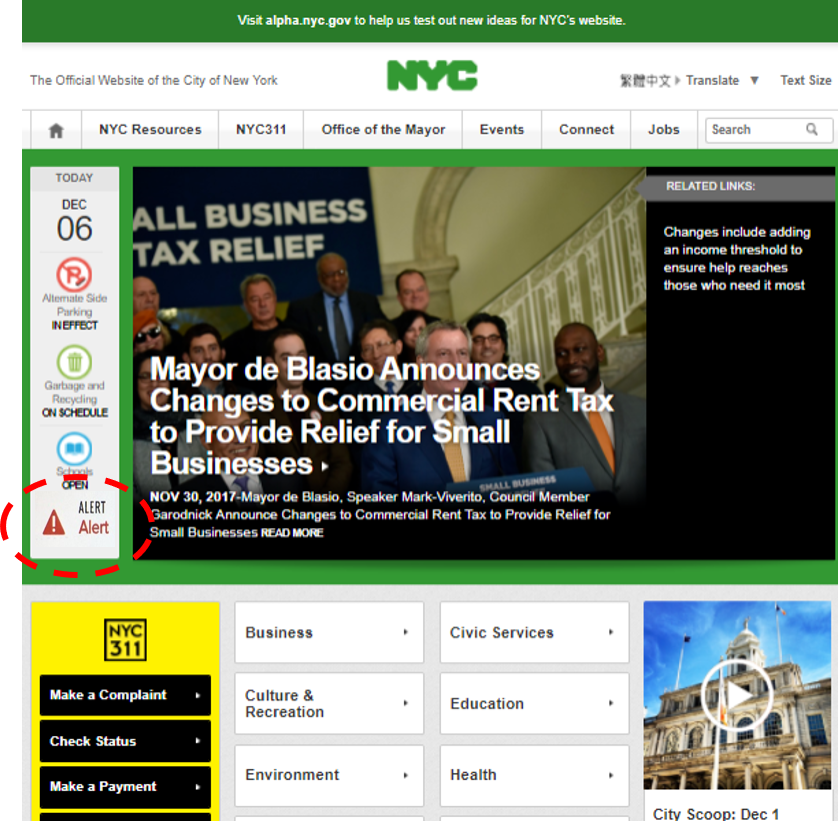 Visit alpha.nyc.gov to help us test out new ideas for NYC's website.
The Official Website of the City of New York
NYC
繁體中文 Translate ▼ Text Size
NYC Resources NYC311 Office of the Mayor Events Connect Jobs Search
TODAY
DEC
06
Alternate Side
Parking
IN EFFECT
Garbage and
Recycling
ON SCHEDULE
Schools
OPEN
ALERT
Alert
ALL BUSINESS
TAX RELIEF
SMALL BUSINESS
Mayor de Blasio Announces
Changes to Commercial Rent Tax
to Provide Relief for Small
Businesses
NOV 30, 2017-Mayor de Blasio, Speaker Mark-Viverito, Council Member
Garodnick Announce Changes to Commercial Rent Tax to Provide Relief for
Small Businesses READ MORE
RELATED LINKS:
Changes include adding
an income threshold to
ensure help reaches
those who need it most
NYC
311
Make a Complaint
Check Status
Make a Payment
Business
Civic Services
Culture &
Recreation
Education
Environment
Health
City Scoop: Dec 1